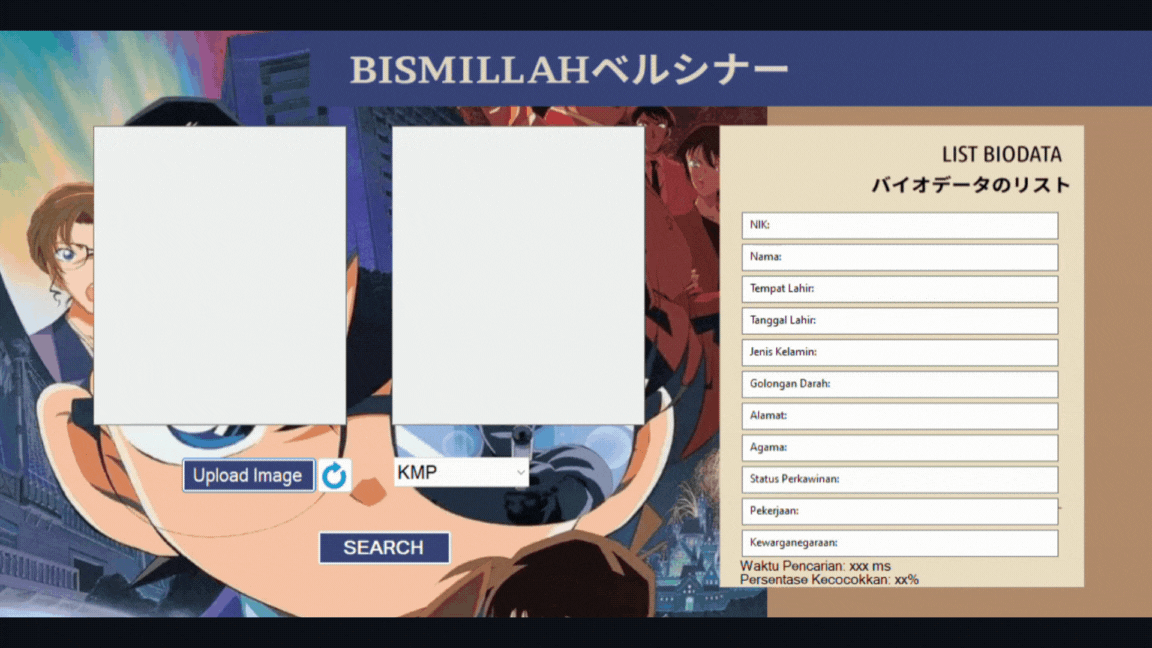 BISMILLAHベルシナー
LIST BIODATA
バイオデータのリスト
NIK:
Nama:
Tempat Lahir:
Tanggal Lahir:
Jenis Kelamin:
Golongan Darah:
Alamat:
Agama:
Status Perkawinan:
Pekerjaan:
Kewarganegaraan:
Waktu Pencarian: xxx ms
Persentase Kecocokkan: xx%
Upload Image
KMP
SEARCH